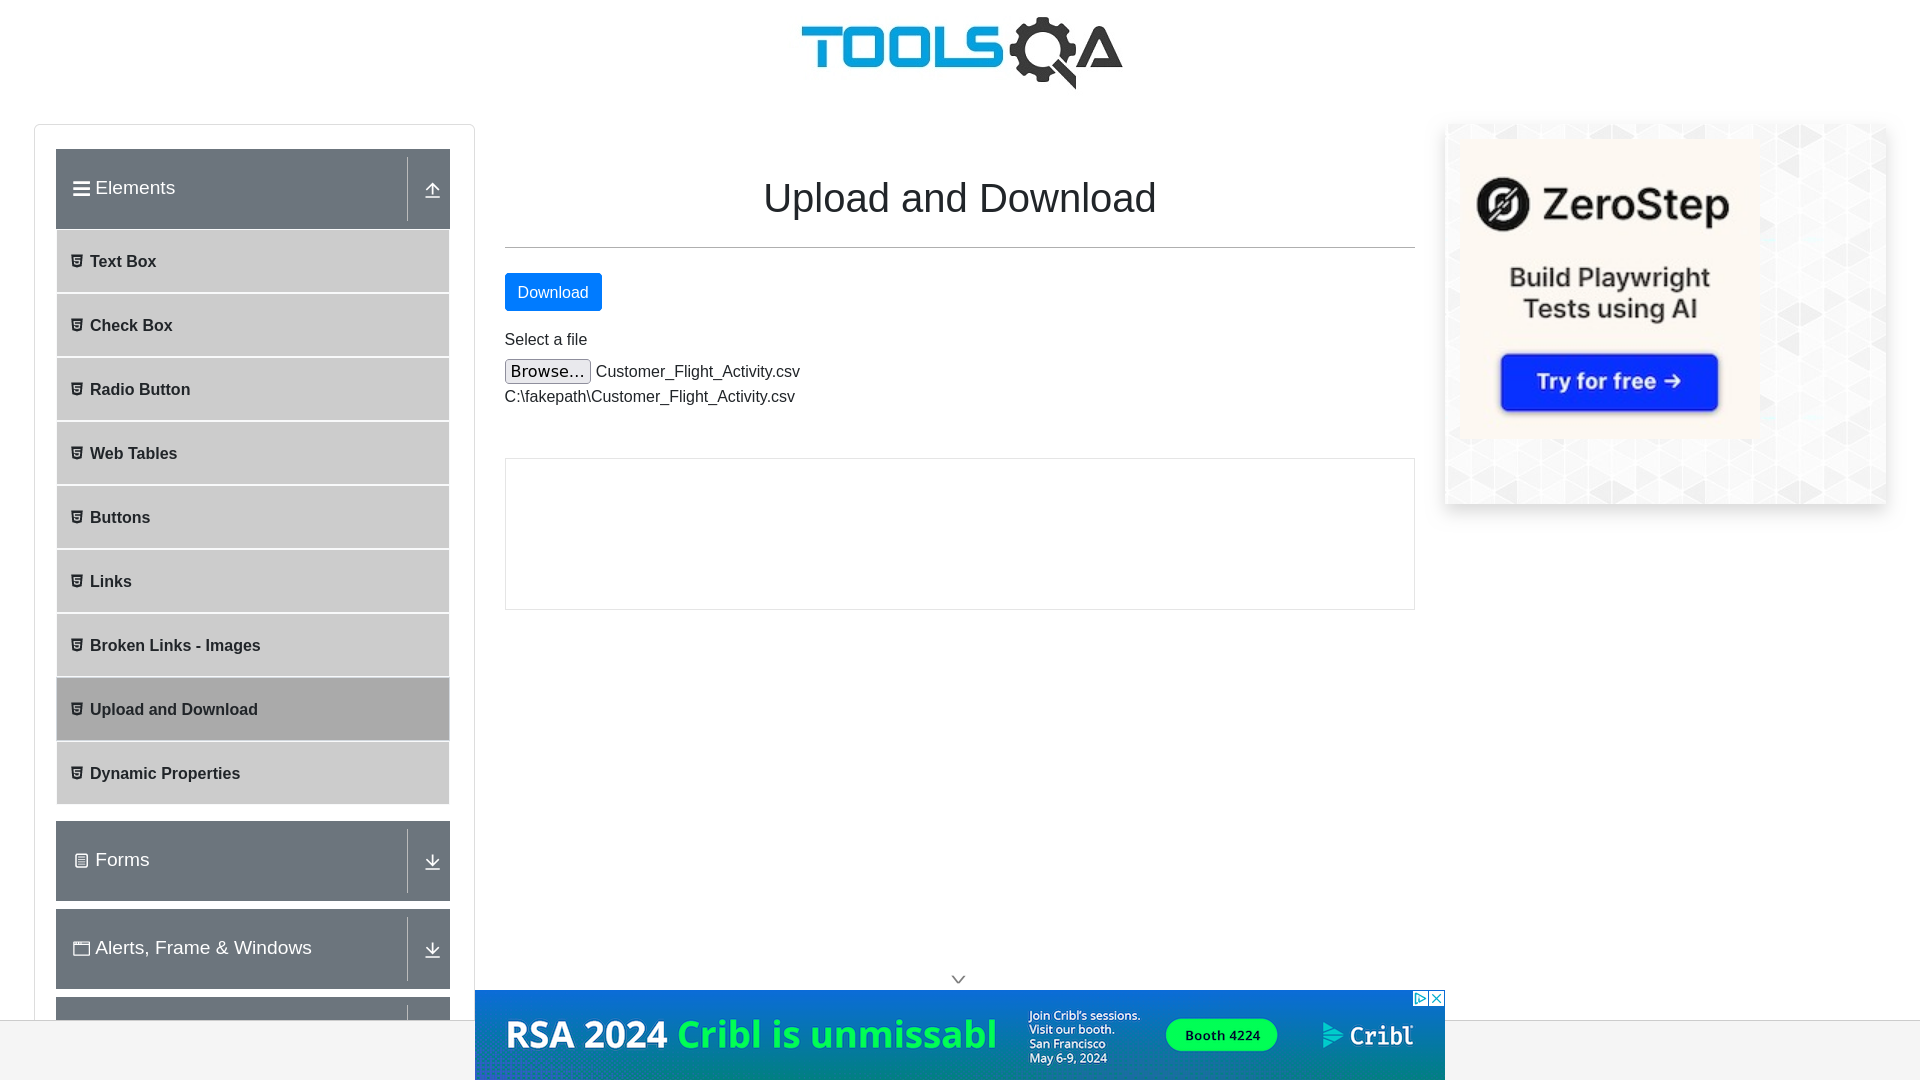 TOOLSQA
Elements
Text Box
Check Box
Radio Button
Web Tables
Buttons
Links
Broken Links - Images
Upload and Download
Dynamic Properties
Forms
Alerts, Frame & Windows
Upload and Download
Download
Select a file
Browse... Customer_Flight_Activity.csv
C:\fakepath\Customer_Flight_Activity.csv
ZeroStep
Build Playwright
Tests using AI
Try for free →
RSA 2024 Cribl is unmissabl
Join Cribl's sessions.
Visit our booth.
San Francisco
May 6-9, 2024
Booth 4224
Cribl